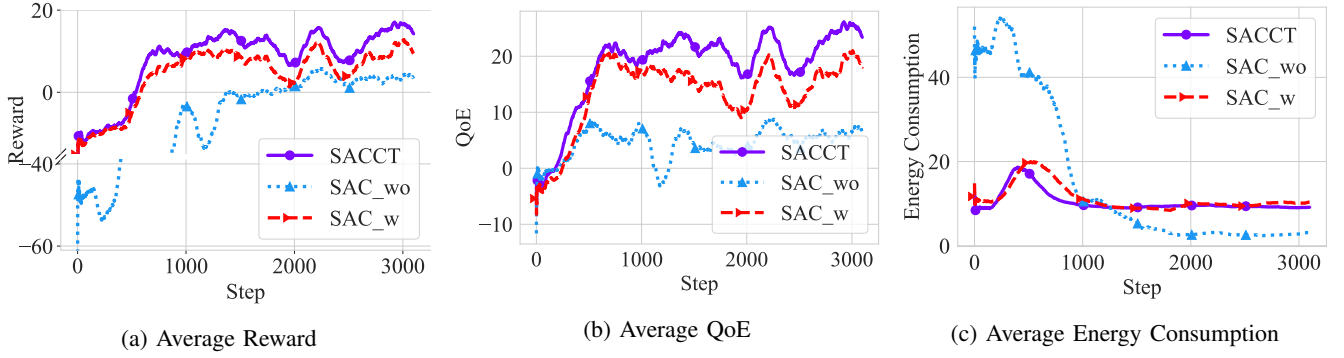 20
0
−40
−60
Reward
0
1000
2000
3000
Step
SACCT
SAC_wo
SAC_w
(a) Average Reward
20
10
0
−10
QoE
0
1000
2000
3000
Step
SACCT
SAC_wo
SAC_w
(b) Average QoE
40
20
0
Energy Consumption
0
1000
2000
3000
Step
SACCT
SAC_wo
SAC_w
(c) Average Energy Consumption